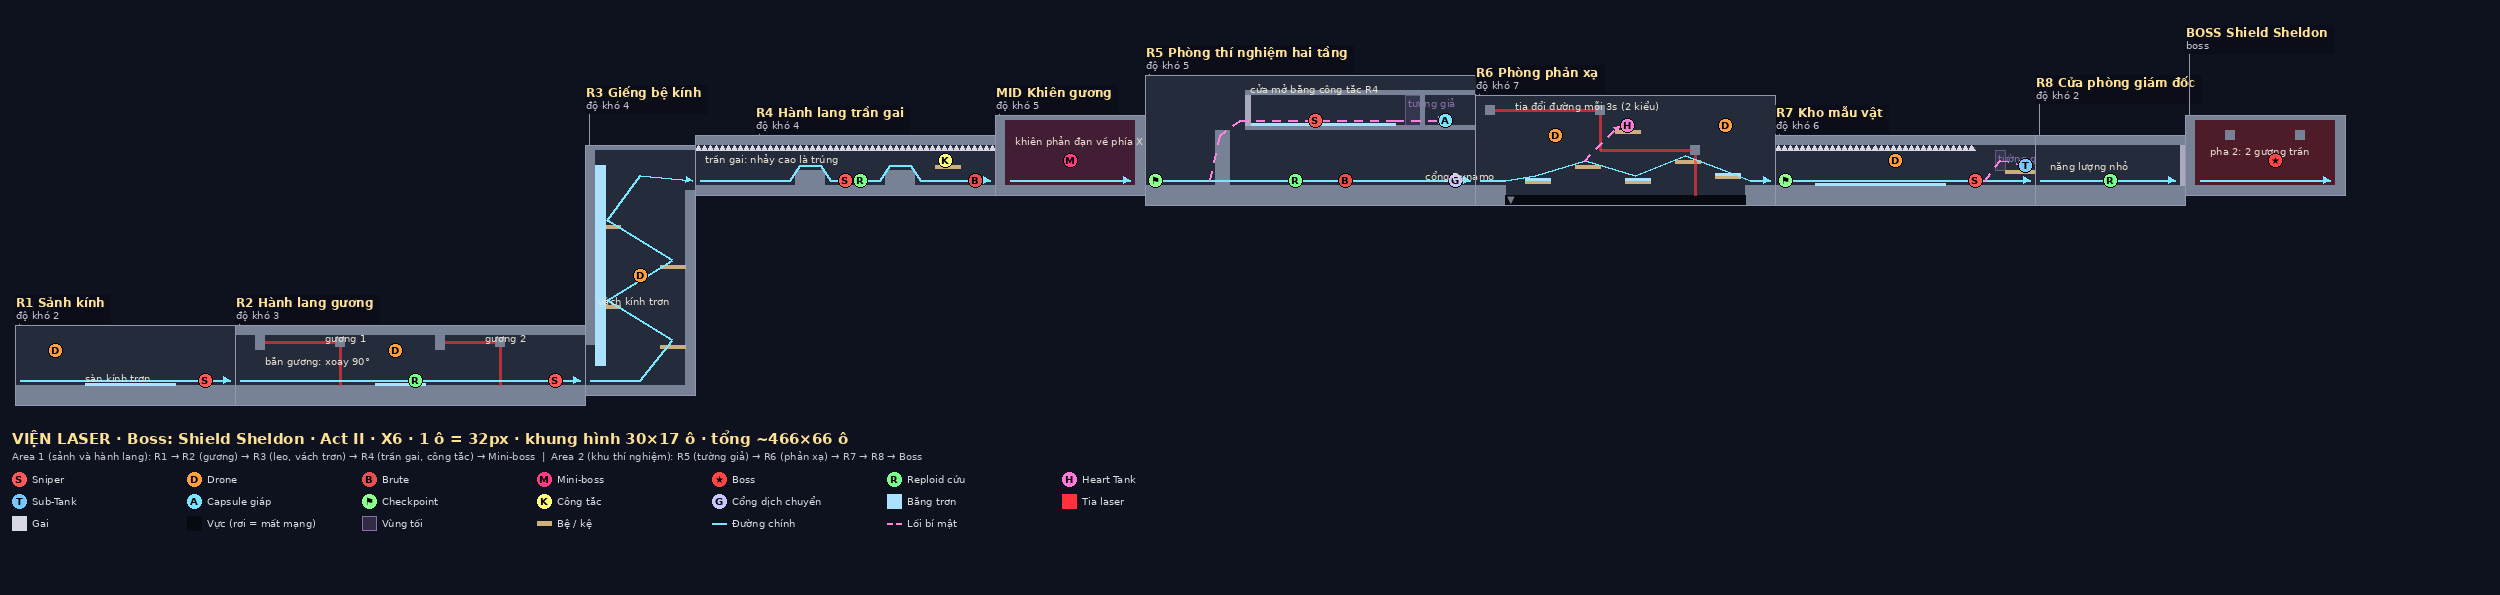 BOSS Shield Sheldon
boss
R5 Phòng thí nghiệm hai tầng
độ khó 5
R6 Phòng phản xạ
độ khó 7
R8 Cửa phòng giám đốc
độ khó 2
R3 Giếng bệ kính
độ khó 4
MID Khiên gương
độ khó 5
R4 Hành lang trần gai
độ khó 4
R7 Kho mẫu vật
độ khó 6
cửa mở bằng công tắc R4
tường giả
tia đổi đường mỗi 3s (2 kiểu)
khiên phản đạn về phía X
trần gai: nhảy cao là trúng
pha 2: 2 gương trần
năng lượng nhỏ
D
H
D
S
A
M
K
D
T
★
S
R
B
R
B
G
S
R
D
kính trơn
R1 Sảnh kính
độ khó 2
R2 Hành lang gương
độ khó 3
gương 1
gương 2
bắn gương: xoay 90°
sàn kính trơn
D
D
S
R
S
VIỆN LASER · Boss: Shield Sheldon · Act II · X6 · 1 ô = 32px · khung hình 30×17 ô · tổng ~466×66 ô
Area 1 (sảnh và hành lang): R1 → R2 (gương) → R3 (leo, vách trơn) → R4 (trần gai, công tắc) → Mini-boss | Area 2 (khu thí nghiệm): R5 (tường giả) → R6 (phản xạ) → R7 → R8 → Boss
S Sniper
D Drone
B Brute
M Mini-boss
★ Boss
R Reploid cứu
H Heart Tank
T Sub-Tank
A Capsule giáp
⚑ Checkpoint
K Công tắc
G Cổng dịch chuyển
Băng trơn
Tia laser
Gai
Vực (rơi = mất mạng)
Vùng tối
Bệ / kệ
Đường chính
Lối bí mật